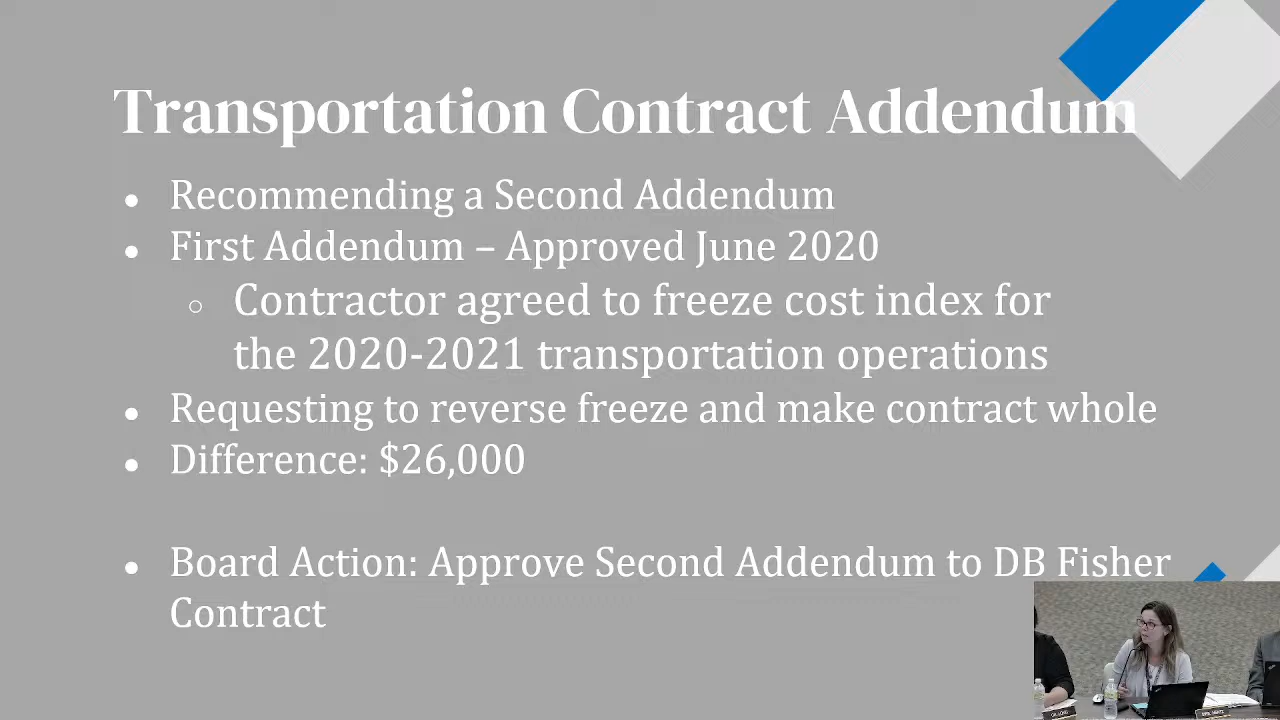 Transportation Contract Addendum
● Recommending a Second Addendum
● First Addendum – Approved June 2020
○ Contractor agreed to freeze cost index for
the 2020-2021 transportation operations
● Requesting to reverse freeze and make contract whole
● Difference: $26,000
● Board Action: Approve Second Addendum to DB Fisher
Contract